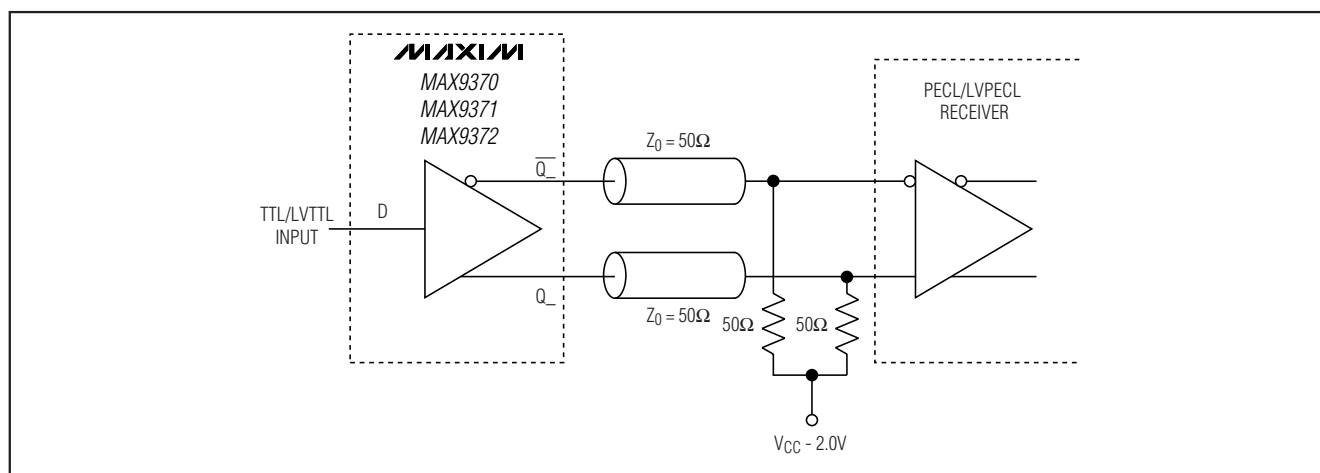 MAXIM
MAX9370
MAX9371
MAX9372
TTL/LVTTL
INPUT
D
Q_
Q_
Z0 = 50Ω
Z0 = 50Ω
50Ω
50Ω
VCC - 2.0V
PECL/LVPECL
RECEIVER